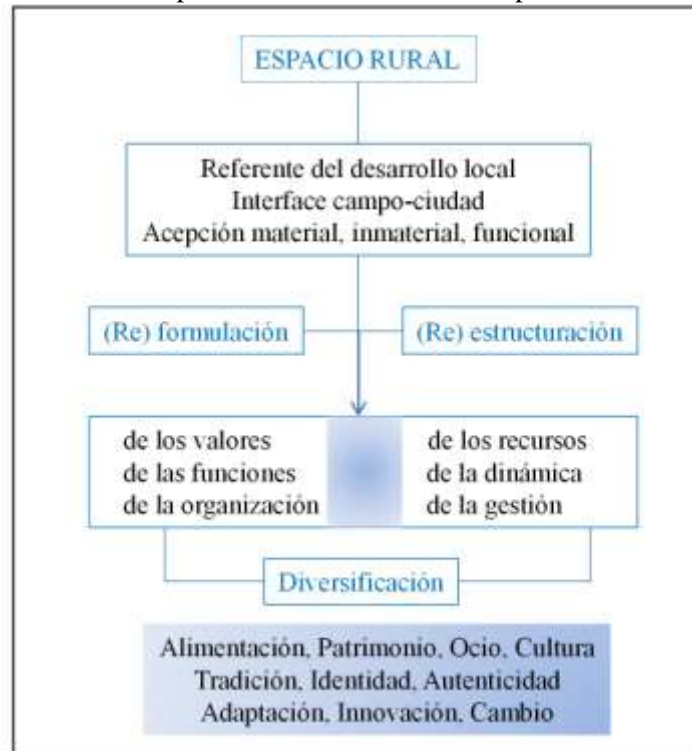 ESPACIO RURAL
Referente del desarrollo local
Interface campo-ciudad
Acepción material, inmaterial, funcional
(Re) formulación
(Re) estructuración
de los valores
de las funciones
de la organización
de los recursos
de la dinámica
de la gestión
Diversificación
Alimentación, Patrimonio, Ocio, Cultura
Tradición, Identidad, Autenticidad
Adaptación, Innovación, Cambio